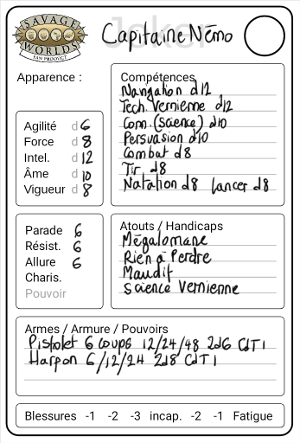 SAVAGE
WORLDS
FAN PRODUCT
Joker
Capitaine Némo
Apparence :
Compétences
Navigation d12
Tech. Vernienne d12
Con. (science) d10
Persuasion d10
Combat d8
Tir d8
Natation d8 Lancer d8
Agilité d6
Force d8
Intel. d12
Âme d10
Vigueur d8
Parade 6
Résist. 6
Allure 6
Charis.
Pouvoir
Atouts / Handicaps
Mégalomane
Rien à Perdre
Maudit
Science Vernienne
Armes / Armure / Pouvoirs
Pistolet 6 coups 12/24/48 2d6 CdT 1
Harpon 6/12/24 2d8 CdT 1
Blessures -1 -2 -3 incap. -2 -1 Fatigue